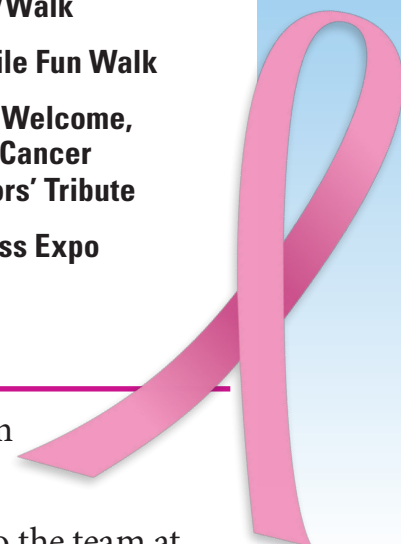 /Walk
ile Fun Walk
Welcome,
Cancer
ors’ Tribute
ss Expo
n
o the team at